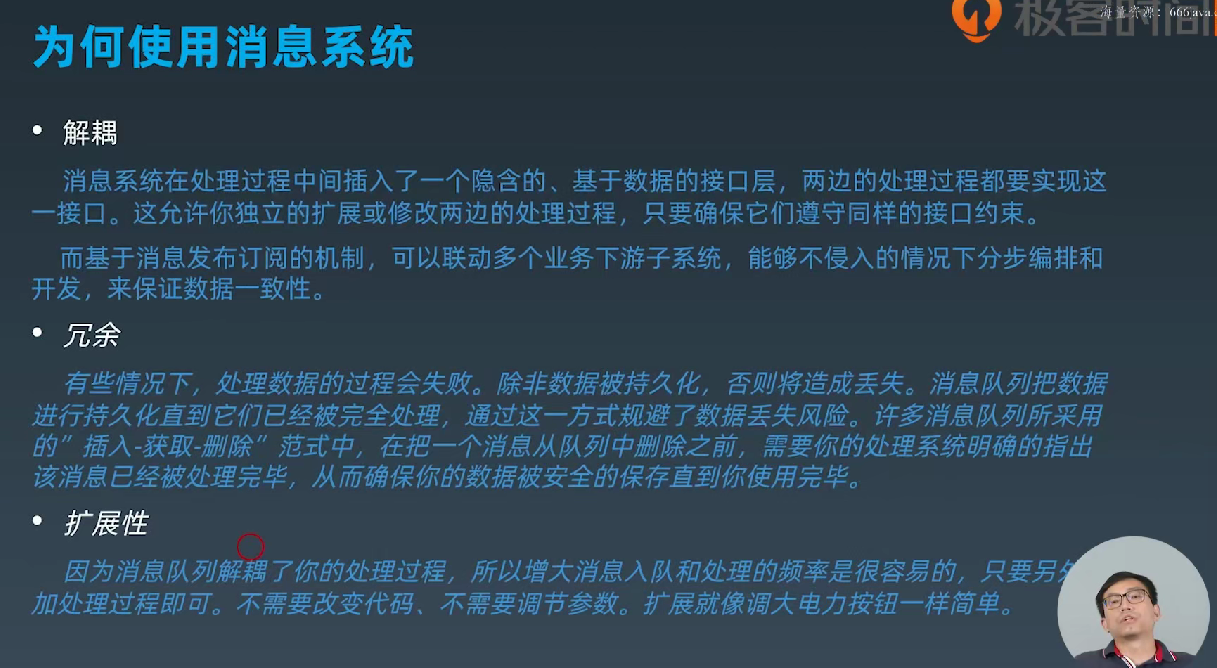 极客时间
海量资源：666java.c
为何使用消息系统
• 解耦
消息系统在处理过程中间插入了一个隐含的、基于数据的接口层，两边的处理过程都要实现这
一接口。这允许你独立的扩展或修改两边的处理过程，只要确保它们遵守同样的接口约束。
而基于消息发布订阅的机制，可以联动多个业务下游子系统，能够不侵入的情况下分步编排和
开发，来保证数据一致性。
• 冗余
有些情况下，处理数据的过程会失败。除非数据被持久化，否则将造成丢失。消息队列把数据
进行持久化直到它们已经被完全处理，通过这一方式规避了数据丢失风险。许多消息队列所采用
的”插入-获取-删除”范式中，在把一个消息从队列中删除之前，需要你的处理系统明确的指出
该消息已经被处理完毕，从而确保你的数据被安全的保存直到你使用完毕。
• 扩展性
因为消息队列解耦了你的处理过程，所以增大消息入队和处理的频率是很容易的，只要另外
加处理过程即可。不需要改变代码、不需要调节参数。扩展就像调大电力按钮一样简单。